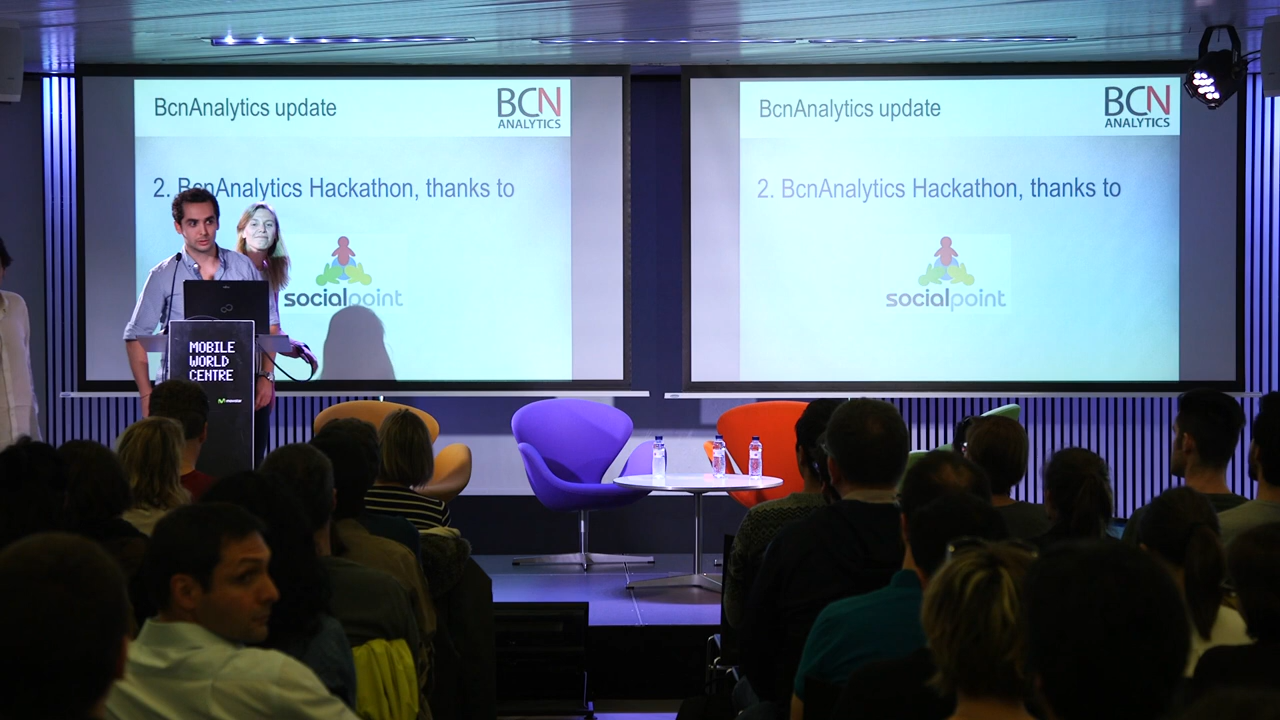 BcnAnalytics update
BCN
ANALYTICS
2. BcnAnalytics Hackathon, thanks to
socialpoint
BcnAnalytics update
BCN
ANALYTICS
2. BcnAnalytics Hackathon, thanks to
socialpoint
MOBILE
WORLD
CENTRE
movistar